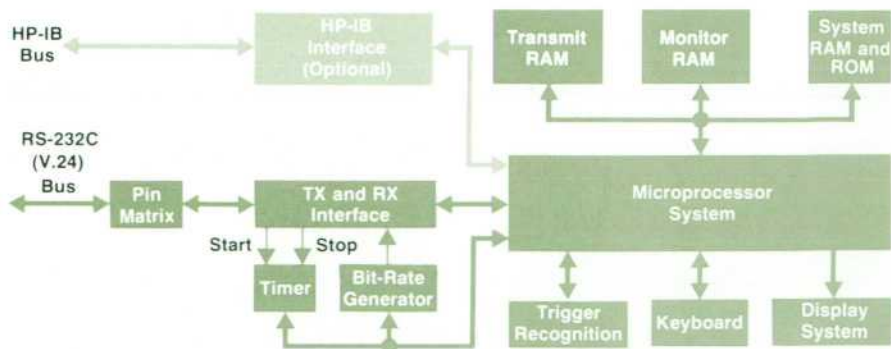 HP-IB
Bus
HP-IB
Interface
(Optional)
Transmit
RAM
Monitor
RAM
System
RAM and
ROM
RS-232C
(V.24)
Bus
Pin
Matrix
TX and RX
Interface
Microprocessor
System
Start
Stop
Timer
Bit-Rate
Generator
Trigger
Recognition
Keyboard
Display
System